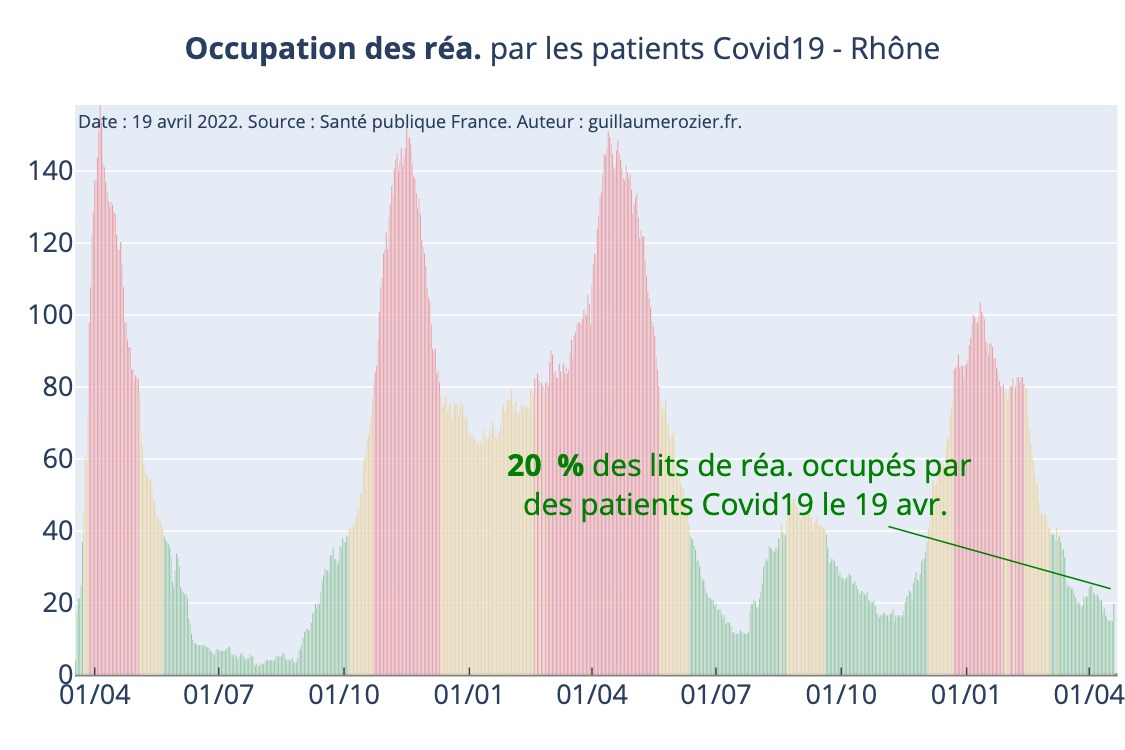 Occupation des réa. par les patients Covid19 - Rhône
Date : 19 avril 2022. Source : Santé publique France. Auteur : guillaumerozier.fr.
140
120
100
80
60
20 % des lits de réa. occupés par
des patients Covid19 le 19 avr.
40
20
0
01/04 01/07 01/10 01/01 01/04 01/07 01/10 01/01 01/04